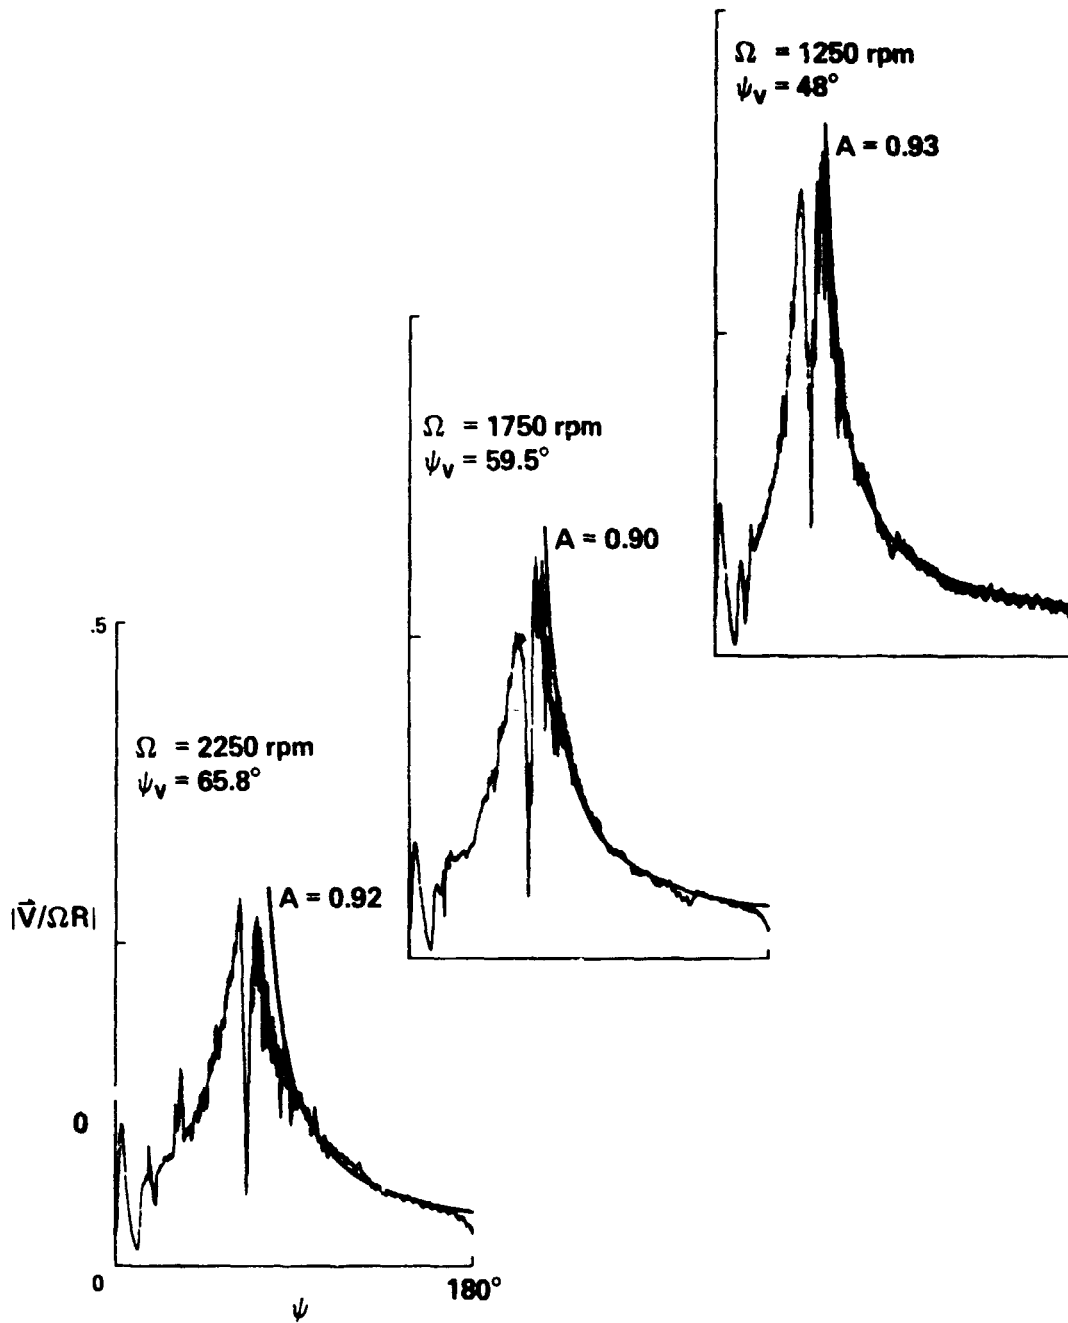 Ω = 1250 rpm
ψv = 48°
A = 0.93
Ω = 1750 rpm
ψv = 59.5°
A = 0.90
.5
Ω = 2250 rpm
ψv = 65.8°
A = 0.92
|V⃗/ΩR|
0
0
180°
ψ